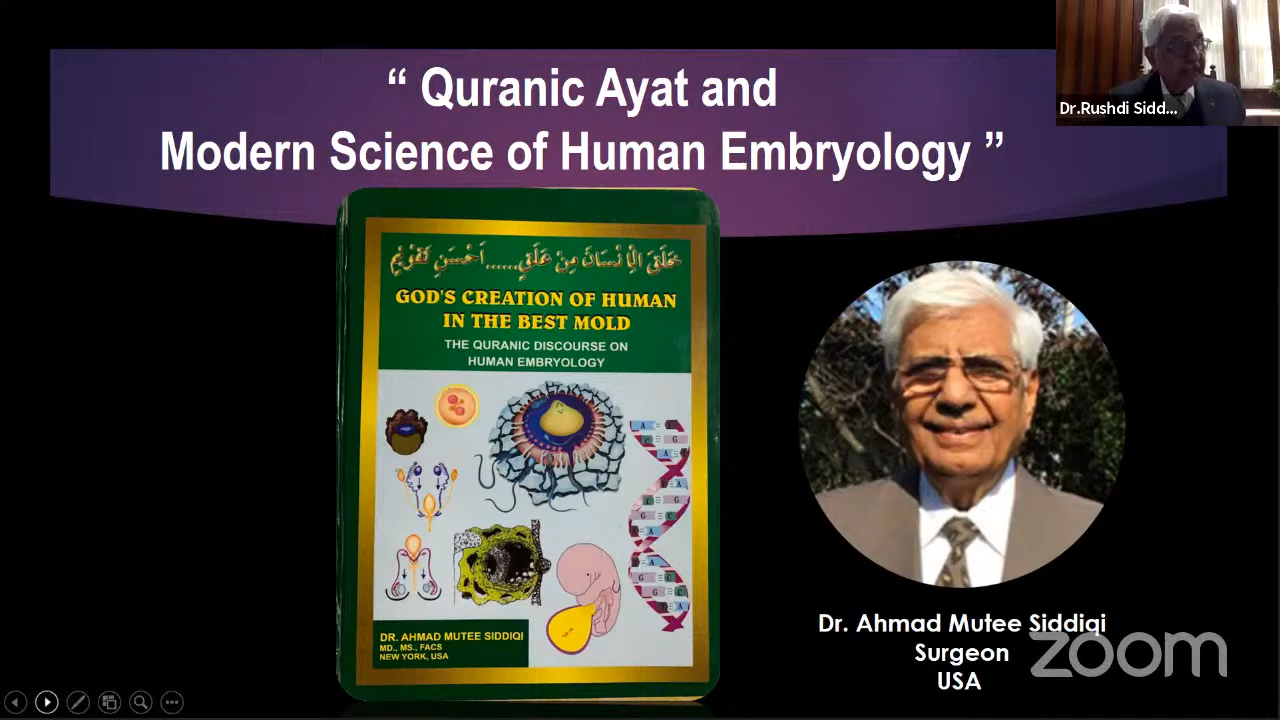 “ Quranic Ayat and
Modern Science of Human Embryology ”
Dr.Rushdi Sidd...
خَلَقَ الْإِنْسَانَ مِنْ عَلَقٍ......اَحْسَنِ تَقْوِيْمٍ
GOD'S CREATION OF HUMAN
IN THE BEST MOLD
THE QURANIC DISCOURSE ON
HUMAN EMBRYOLOGY
A
G
A
A
G C
G
C
A
A
G C
G C
A
DR. AHMAD MUTEE SIDDIQI
MD., MS., FACS
NEW YORK, USA
Dr. Ahmad Mutee Siddiqi
Surgeon
USA
zoom